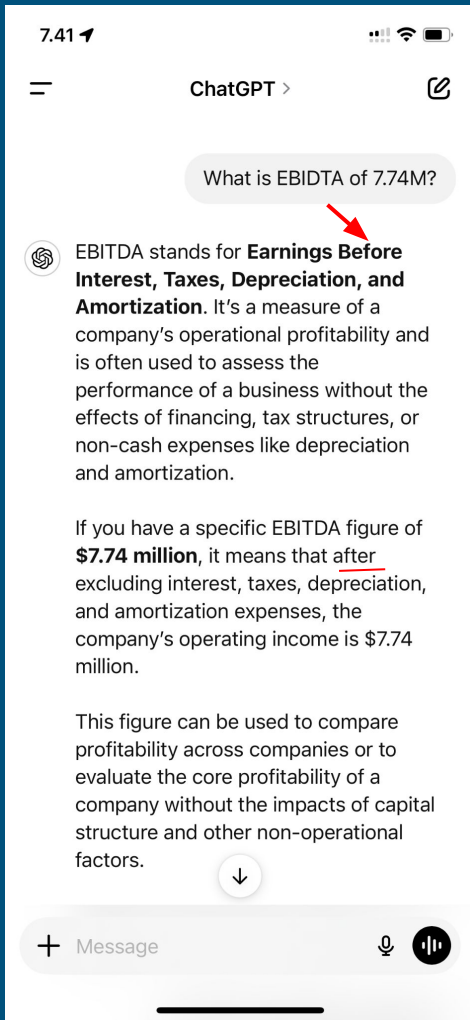 7.41
ChatGPT >
What is EBIDTA of 7.74M?
EBITDA stands for Earnings Before
Interest, Taxes, Depreciation, and
Amortization. It's a measure of a
company's operational profitability and
is often used to assess the
performance of a business without the
effects of financing, tax structures, or
non-cash expenses like depreciation
and amortization.
If you have a specific EBITDA figure of
$7.74 million, it means that after
excluding interest, taxes, depreciation,
and amortization expenses, the
company's operating income is $7.74
million.
This figure can be used to compare
profitability across companies or to
evaluate the core profitability of a
company without the impacts of capital
structure and other non-operational
factors.
Message